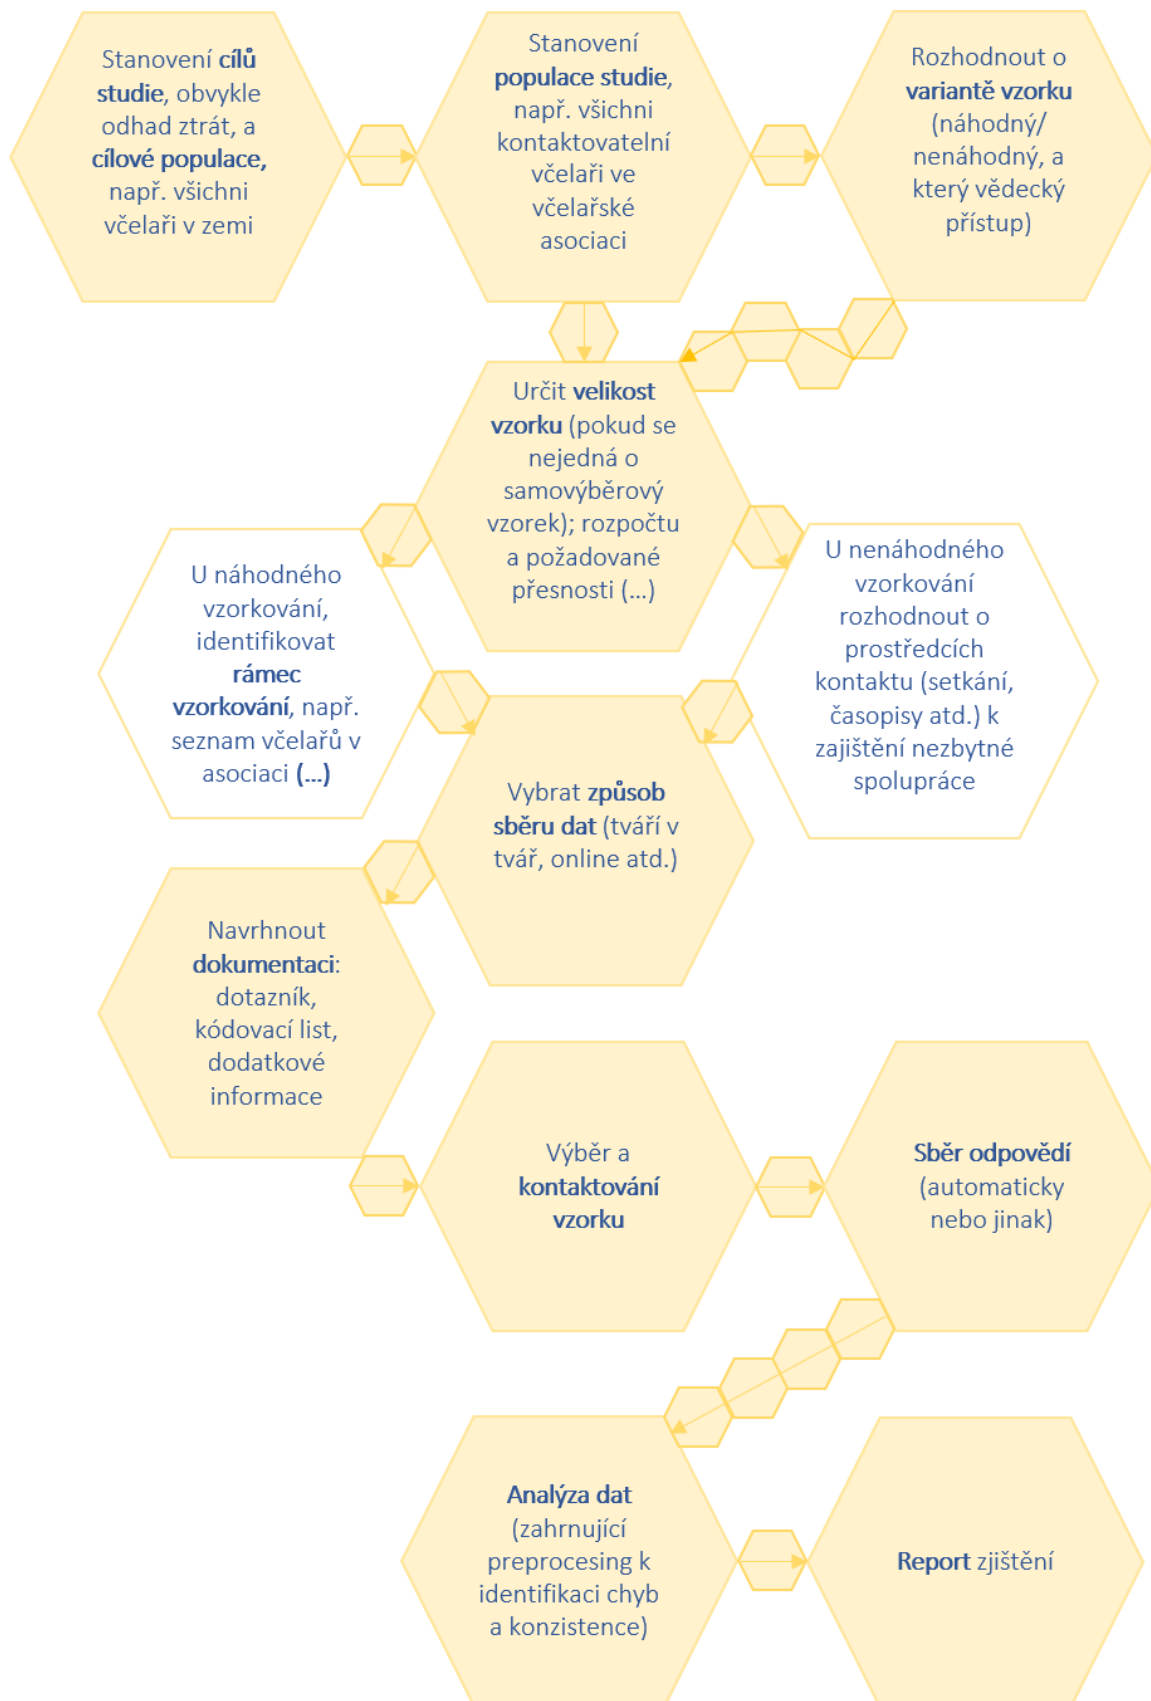 Stanovení cílů
studie, obvykle
odhad ztrát, a
cílové populace,
např. všichni
včelaři v zemi
Stanovení
populace studie,
např. všichni
kontaktovatelní
včelaři ve
včelařské
asociaci
Rozhodnout o
variantě vzorku
(náhodný/
nenáhodný, a
který vědecký
přístup)
Určit velikost
vzorku (pokud se
nejedná o
samovýběrový
vzorek); rozpočtu
a požadované
přesnosti (...)
U náhodného
vzorkování,
identifikovat
rámec
vzorkování, např.
seznam včelařů v
asociaci (...)
U nenáhodného
vzorkování
rozhodnout o
prostředcích
kontaktu (setkání,
časopisy atd.) k
zajištění nezbytné
spolupráce
Vybrat způsob
sběru dat (tváří v
tvář, online atd.)
Navrhnout
dokumentaci:
dotazník,
kódovací list,
dodatkové
informace
Výběr a
kontaktování
vzorku
Sběr odpovědí
(automaticky
nebo jinak)
Analýza dat
(zahrnující
preprocesing k
identifikaci chyb
a konzistence)
Report zjištění